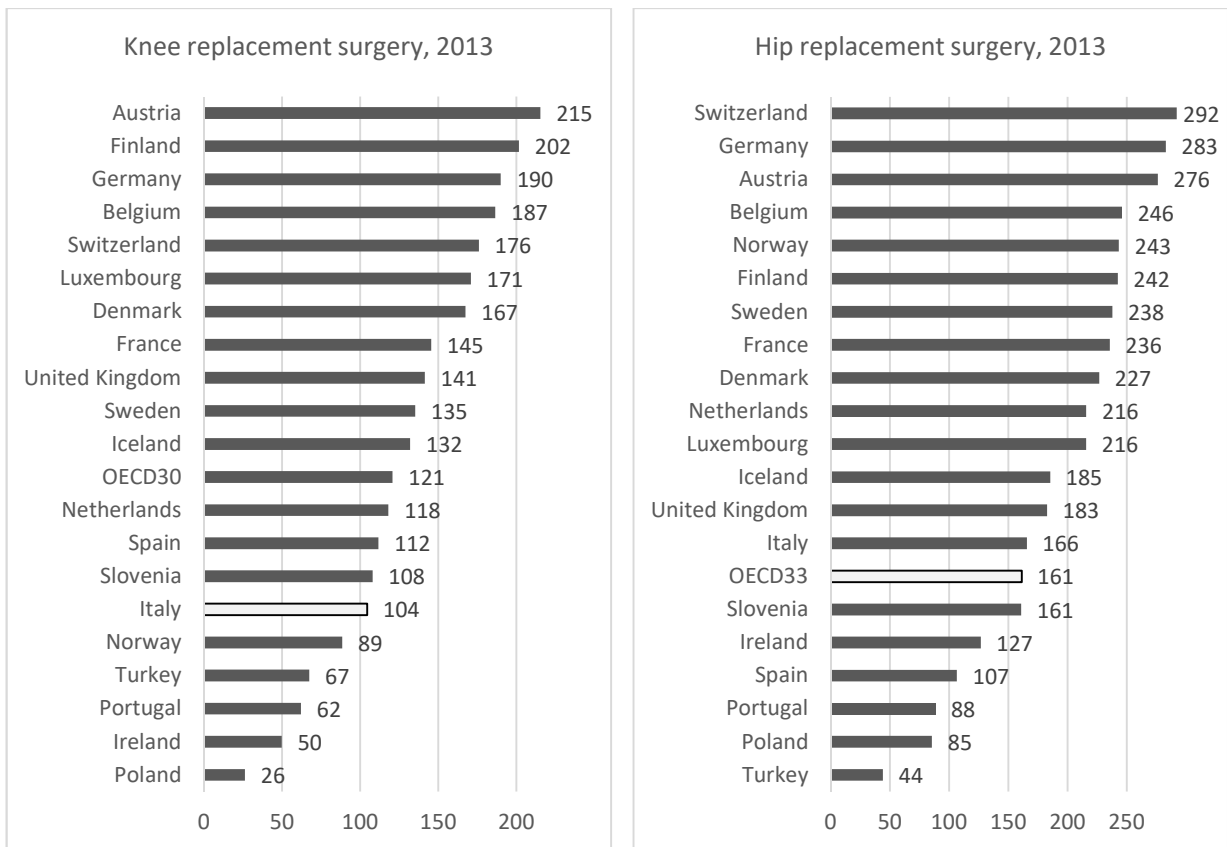 Knee replacement surgery, 2013
Austria 215
Finland 202
Germany 190
Belgium 187
Switzerland 176
Luxembourg 171
Denmark 167
France 145
United Kingdom 141
Sweden 135
Iceland 132
OECD30 121
Netherlands 118
Spain 112
Slovenia 108
Italy 104
Norway 89
Turkey 67
Portugal 62
Ireland 50
Poland 26
0 50 100 150 200
Hip replacement surgery, 2013
Switzerland 292
Germany 283
Austria 276
Belgium 246
Norway 243
Finland 242
Sweden 238
France 236
Denmark 227
Netherlands 216
Luxembourg 216
Iceland 185
United Kingdom 183
Italy 166
OECD33 161
Slovenia 161
Ireland 127
Spain 107
Portugal 88
Poland 85
Turkey 44
0 50 100 150 200 250